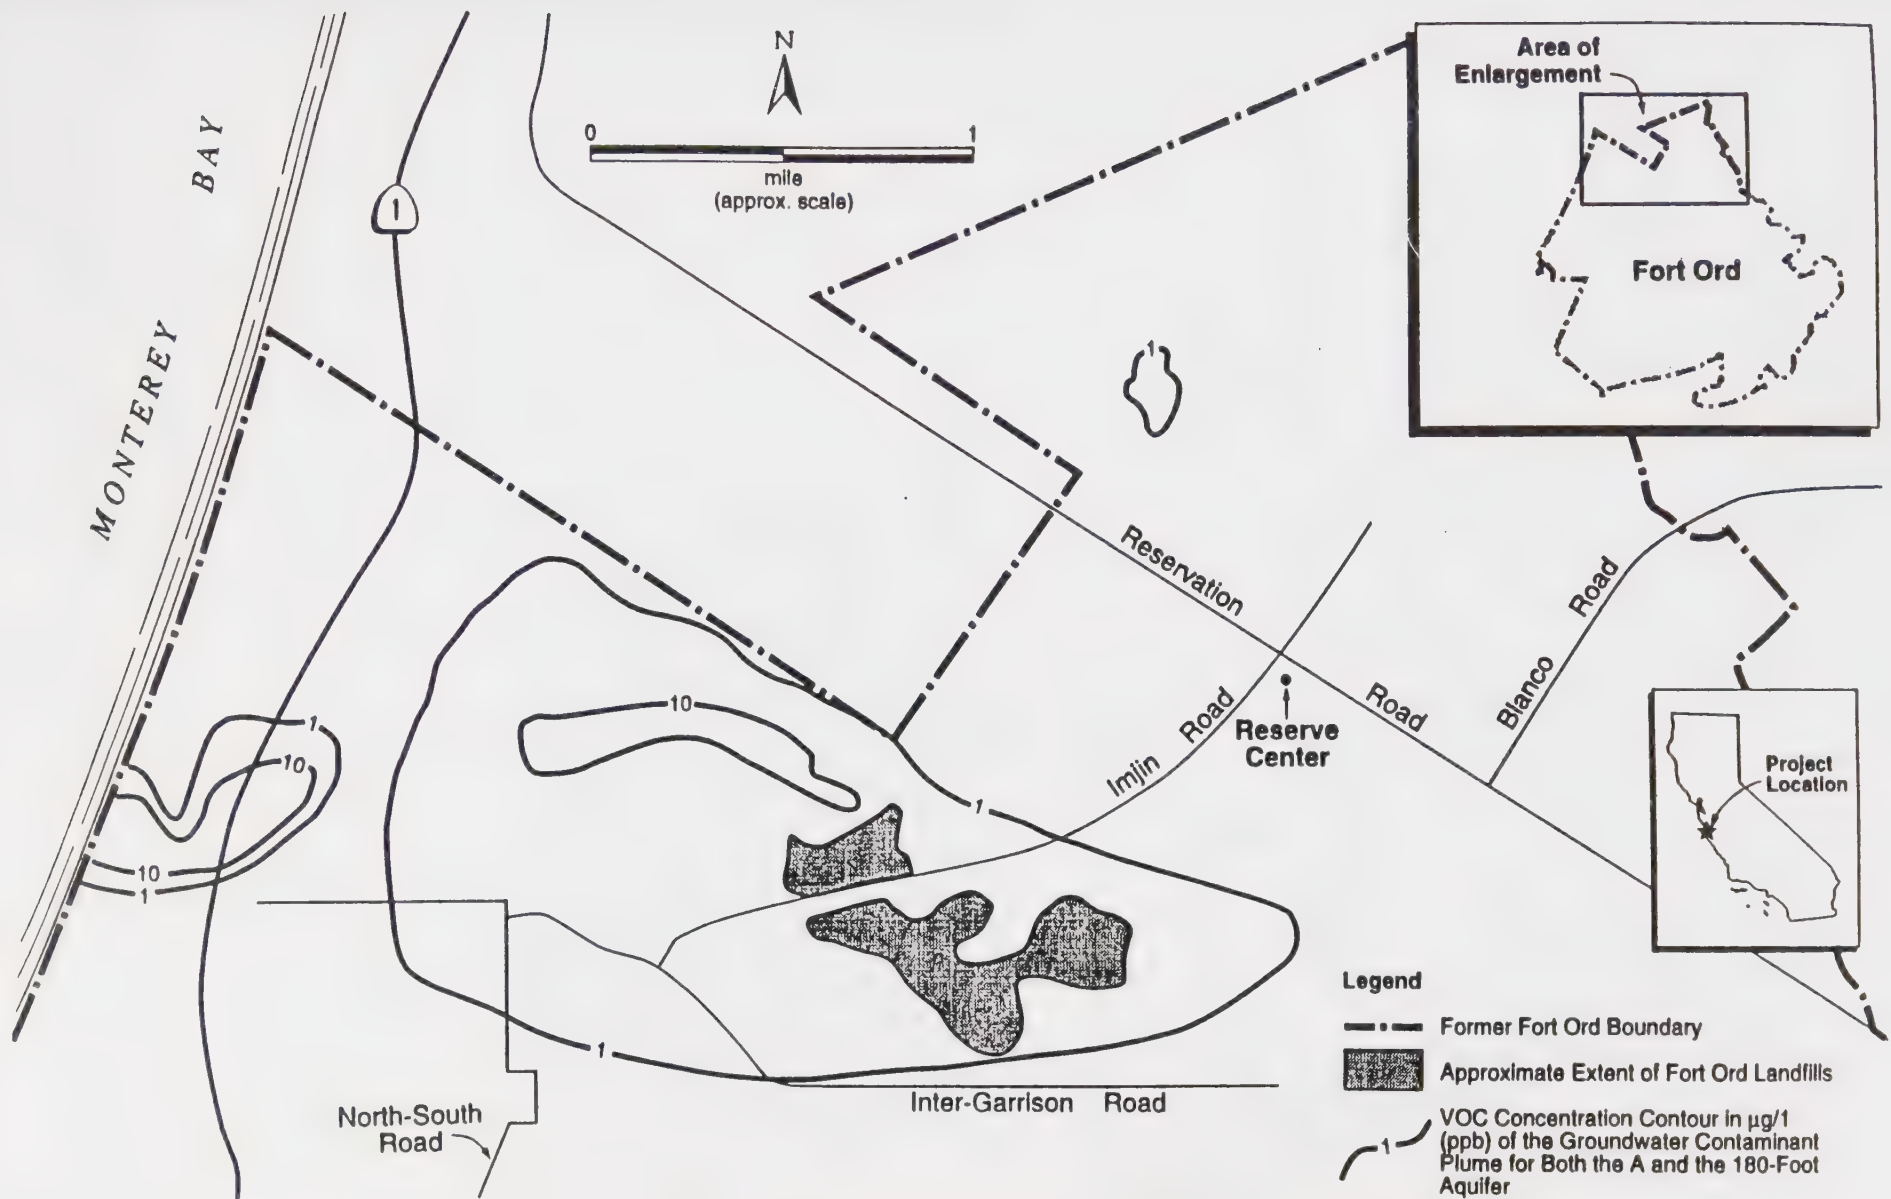 N
0 1
mile
(approx. scale)
MONTEREY BAY
1
Area of
Enlargement
Fort Ord
1
Reservation
Road
Blanco Road
Imjin Road
Reserve
Center
Project
Location
1
10
10
1
10
1
1
Inter-Garrison Road
North-South
Road
Legend
Former Fort Ord Boundary
Approximate Extent of Fort Ord Landfills
1
VOC Concentration Contour in µg/1
(ppb) of the Groundwater Contaminant
Plume for Both the A and the 180-Foot
Aquifer